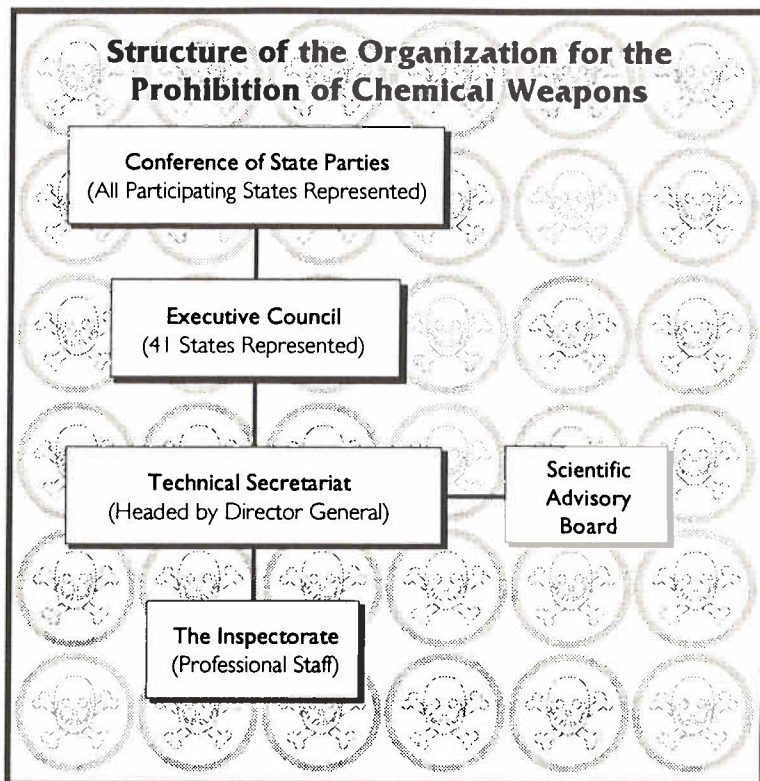 Structure of the Organization for the
Prohibition of Chemical Weapons
Conference of State Parties
(All Participating States Represented)
Executive Council
(41 States Represented)
Technical Secretariat
(Headed by Director General)
Scientific
Advisory
Board
The Inspectorate
(Professional Staff)